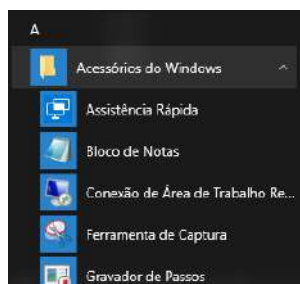 A
Acessórios do Windows
Assistência Rápida
Bloco de Notas
Conexão de Área de Trabalho Re...
Ferramenta de Captura
Gravador de Passos